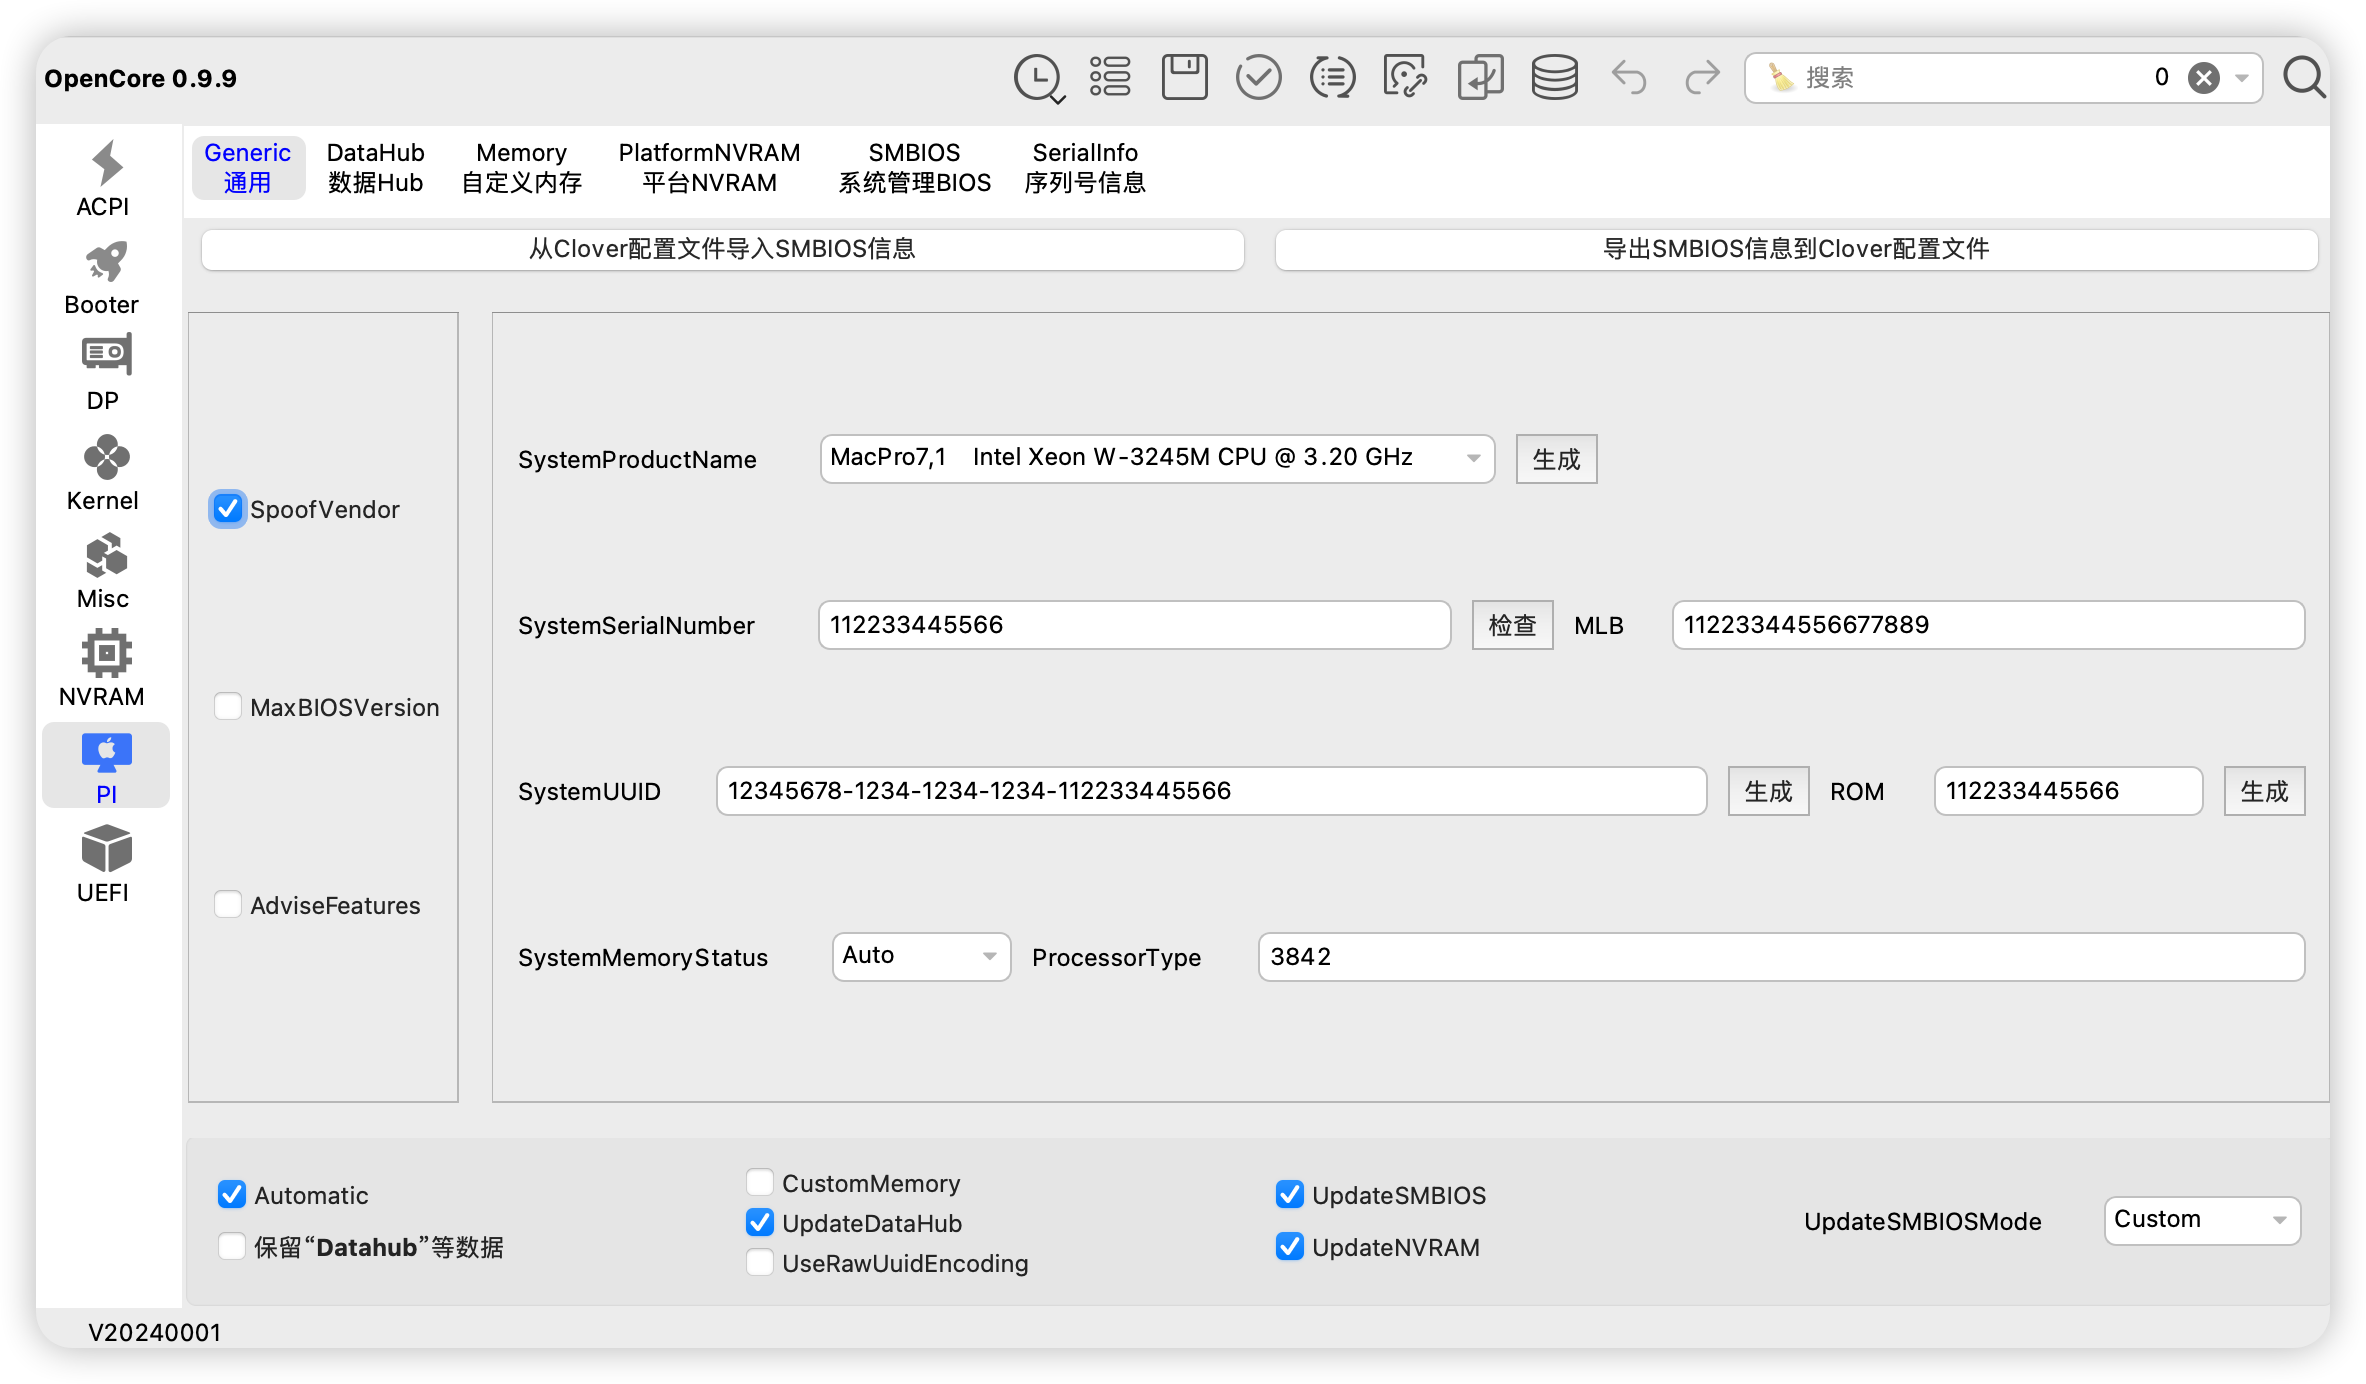 OpenCore 0.9.9
搜索 0
ACPI
Booter
DP
Kernel
Misc
NVRAM
PI
UEFI
Generic
通用
DataHub
数据Hub
Memory
自定义内存
PlatformNVRAM
平台NVRAM
SMBIOS
系统管理BIOS
SerialInfo
序列号信息
从Clover配置文件导入SMBIOS信息
导出SMBIOS信息到Clover配置文件
SpoofVendor
MaxBIOSVersion
AdviseFeatures
SystemProductName MacPro7,1 Intel Xeon W-3245M CPU @ 3.20 GHz 生成
SystemSerialNumber 112233445566 检查 MLB 11223344556677889
SystemUUID 12345678-1234-1234-1234-112233445566 生成 ROM 112233445566 生成
SystemMemoryStatus Auto ProcessorType 3842
Automatic
保留“Datahub”等数据
CustomMemory
UpdateDataHub
UseRawUuidEncoding
UpdateSMBIOS
UpdateNVRAM
UpdateSMBIOSMode Custom
V20240001